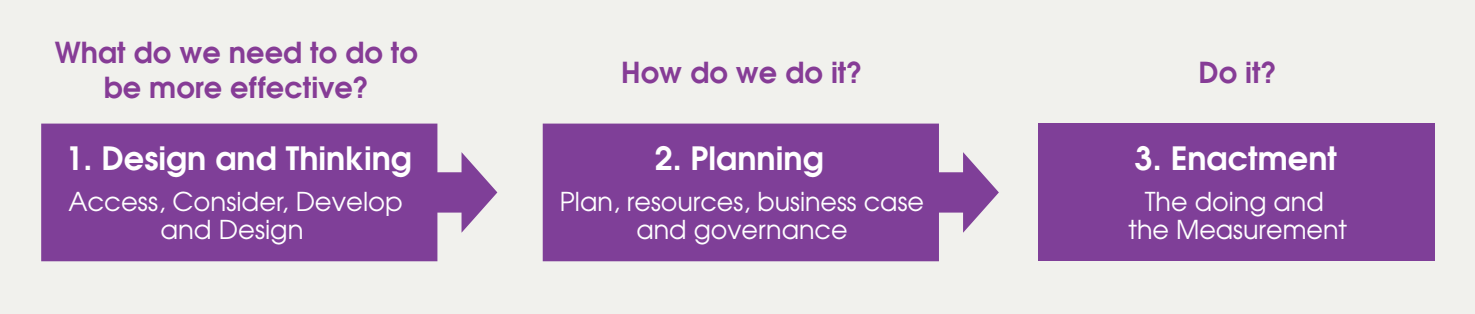 What do we need to do to
be more effective?
1. Design and Thinking
Access, Consider, Develop
and Design
How do we do it?
2. Planning
Plan, resources, business case
and governance
Do it?
3. Enactment
The doing and
the Measurement